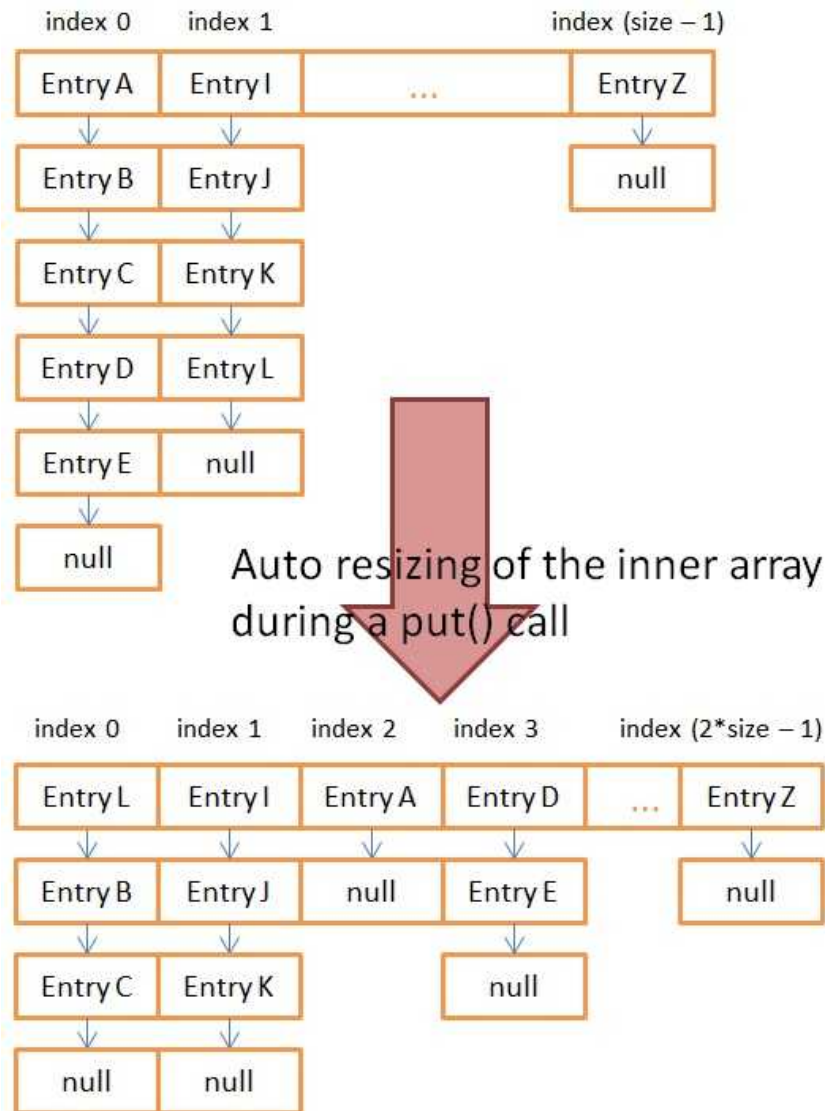 index 0 index 1 index (size – 1)
Entry A Entry I ... Entry Z
Entry B Entry J null
Entry C Entry K
Entry D Entry L
Entry E null
null
Auto resizing of the inner array
during a put() call
index 0 index 1 index 2 index 3 index (2*size – 1)
Entry L Entry I Entry A Entry D ... Entry Z
Entry B Entry J null Entry E null
Entry C Entry K null
null null